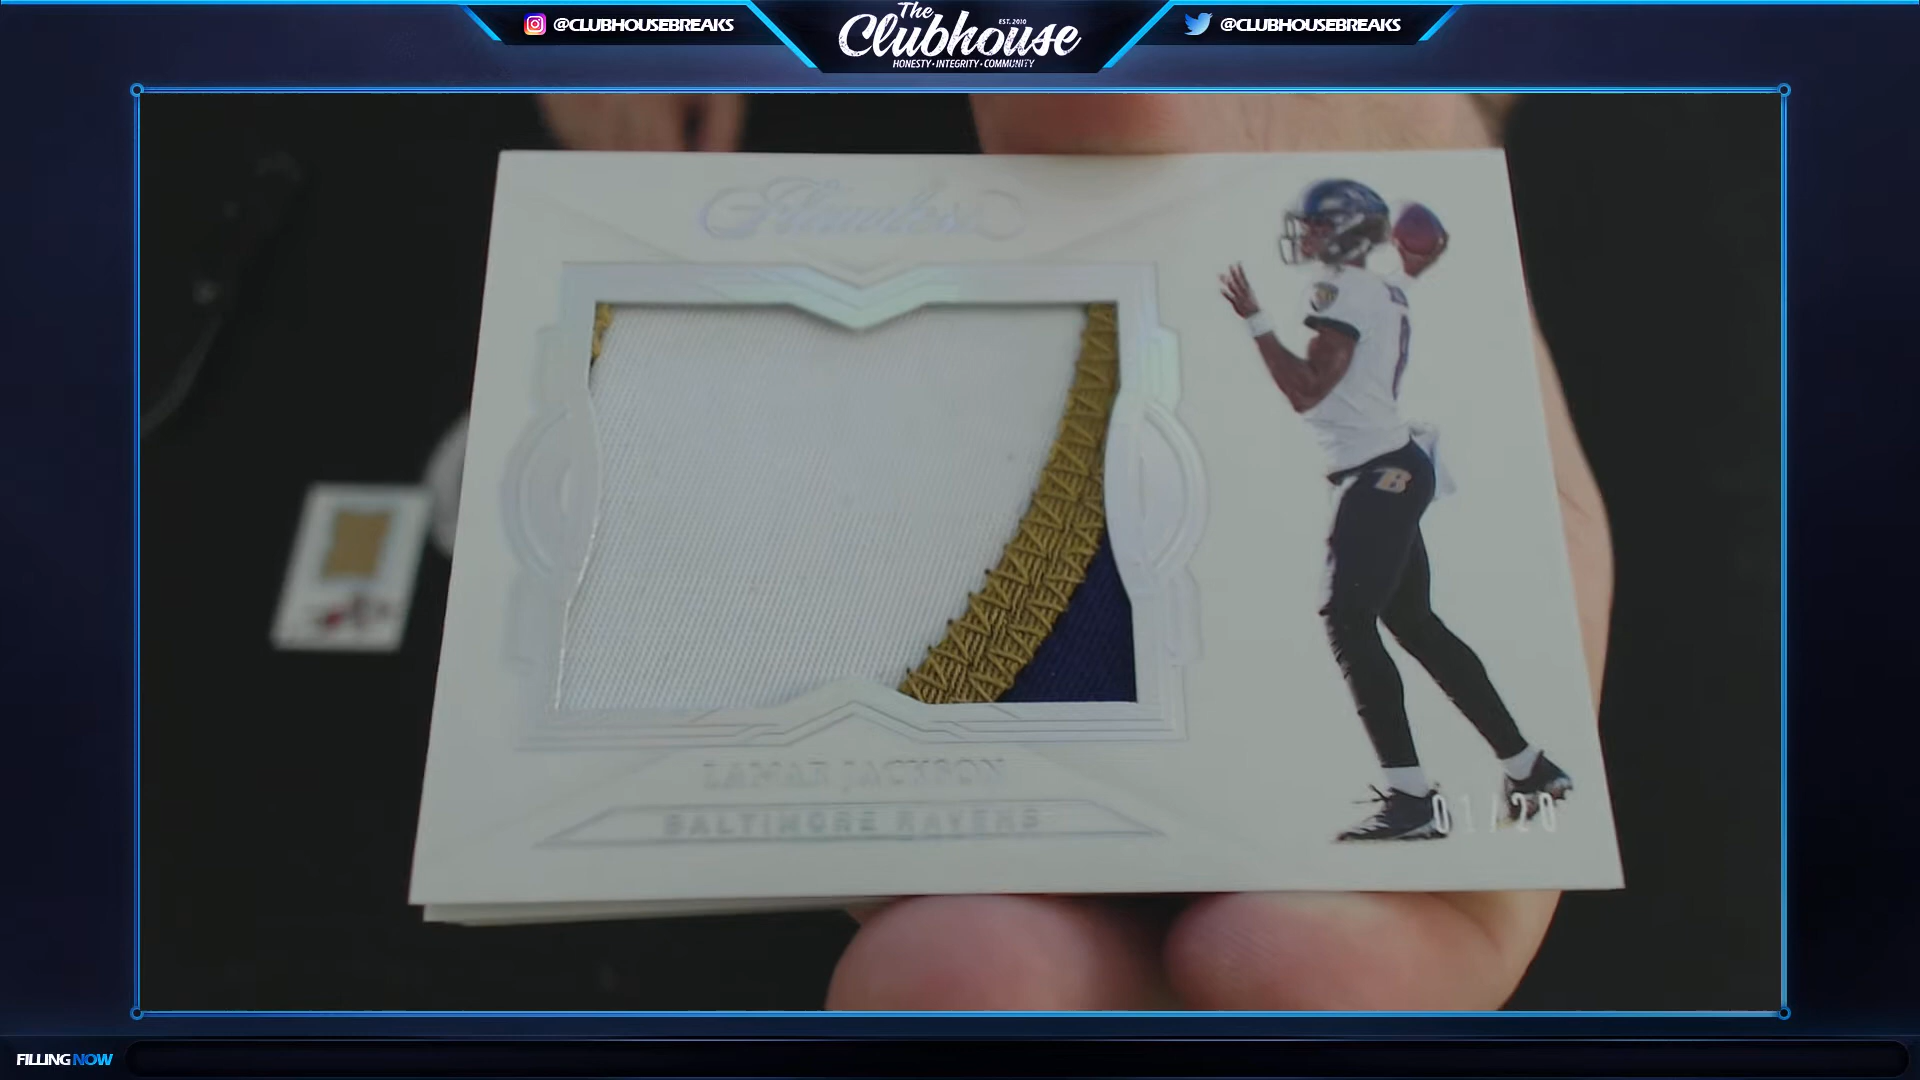 @CLUBHOUSEBREAKS
The
Clubhouse
EST. 2010
HONESTY • INTEGRITY • COMMUNITY
@CLUBHOUSEBREAKS
Flawless
LAMAR JACKSON
BALTIMORE RAVENS
B
01/20
FILLING NOW